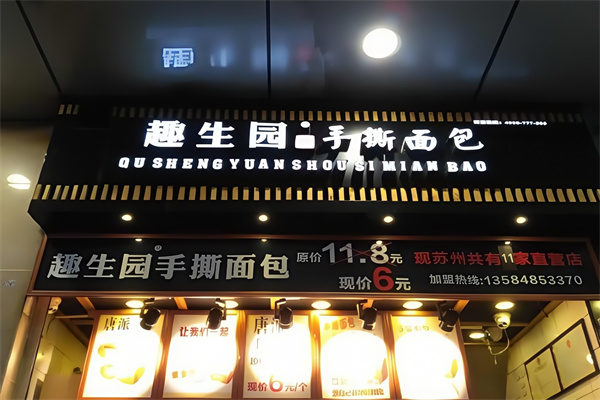 趣生园手撕面包
QU SHENG YUAN SHOU SI MIAN BAO
趣生园手撕面包
原价11.8元
现价6元
现苏州共有11家直营店
加盟热线:13584853370
唐派
让我们一起
唐派
现价6元/个